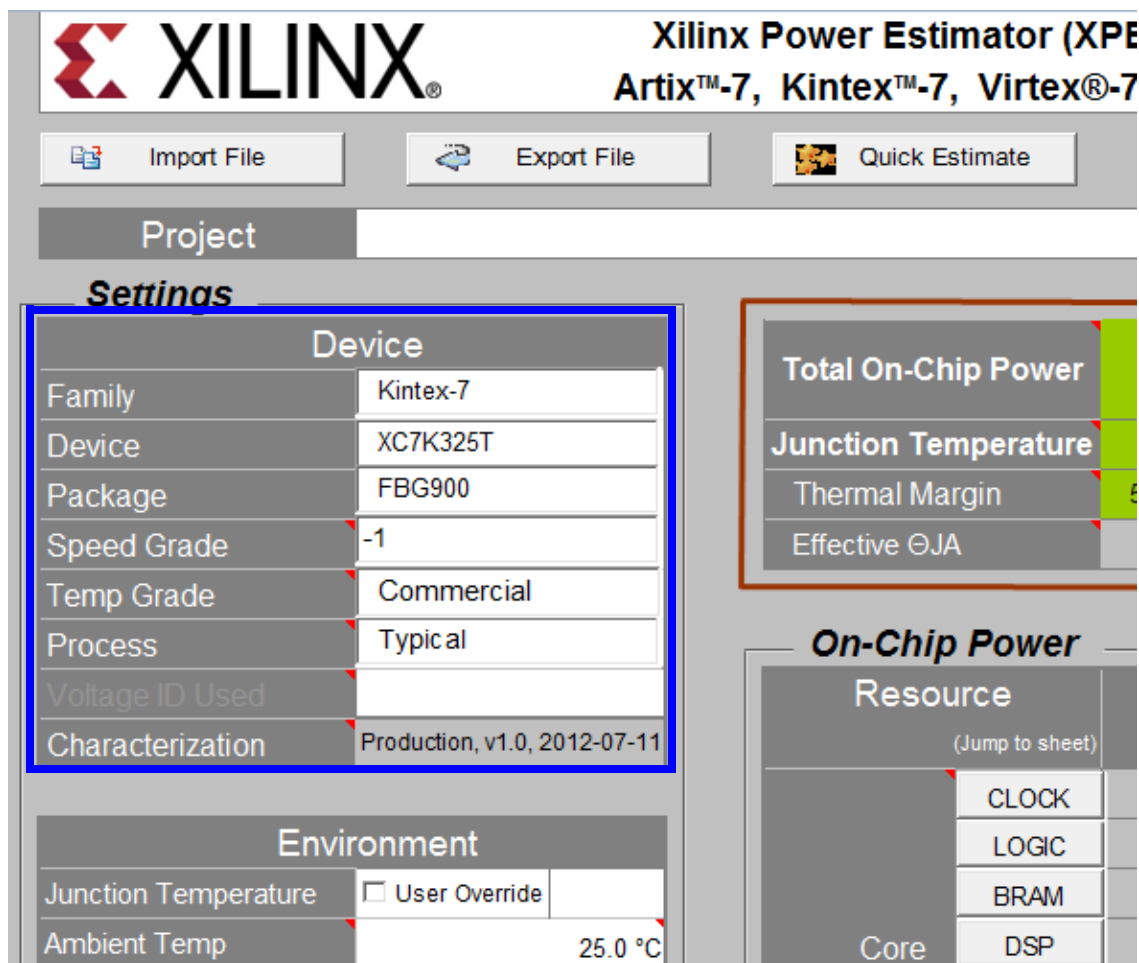 XILINX®
Xilinx Power Estimator (XPE
Artix™-7, Kintex™-7, Virtex®-7
Import File
Export File
Quick Estimate
Project
Settings
Device
Family Kintex-7
Device XC7K325T
Package FBG900
Speed Grade -1
Temp Grade Commercial
Process Typical
Voltage ID Used
Characterization Production, v1.0, 2012-07-11
Environment
Junction Temperature User Override
Ambient Temp 25.0 °C
Total On-Chip Power
Junction Temperature
Thermal Margin 5
Effective ΘJA
On-Chip Power
Resource
(Jump to sheet)
CLOCK
LOGIC
BRAM
Core DSP